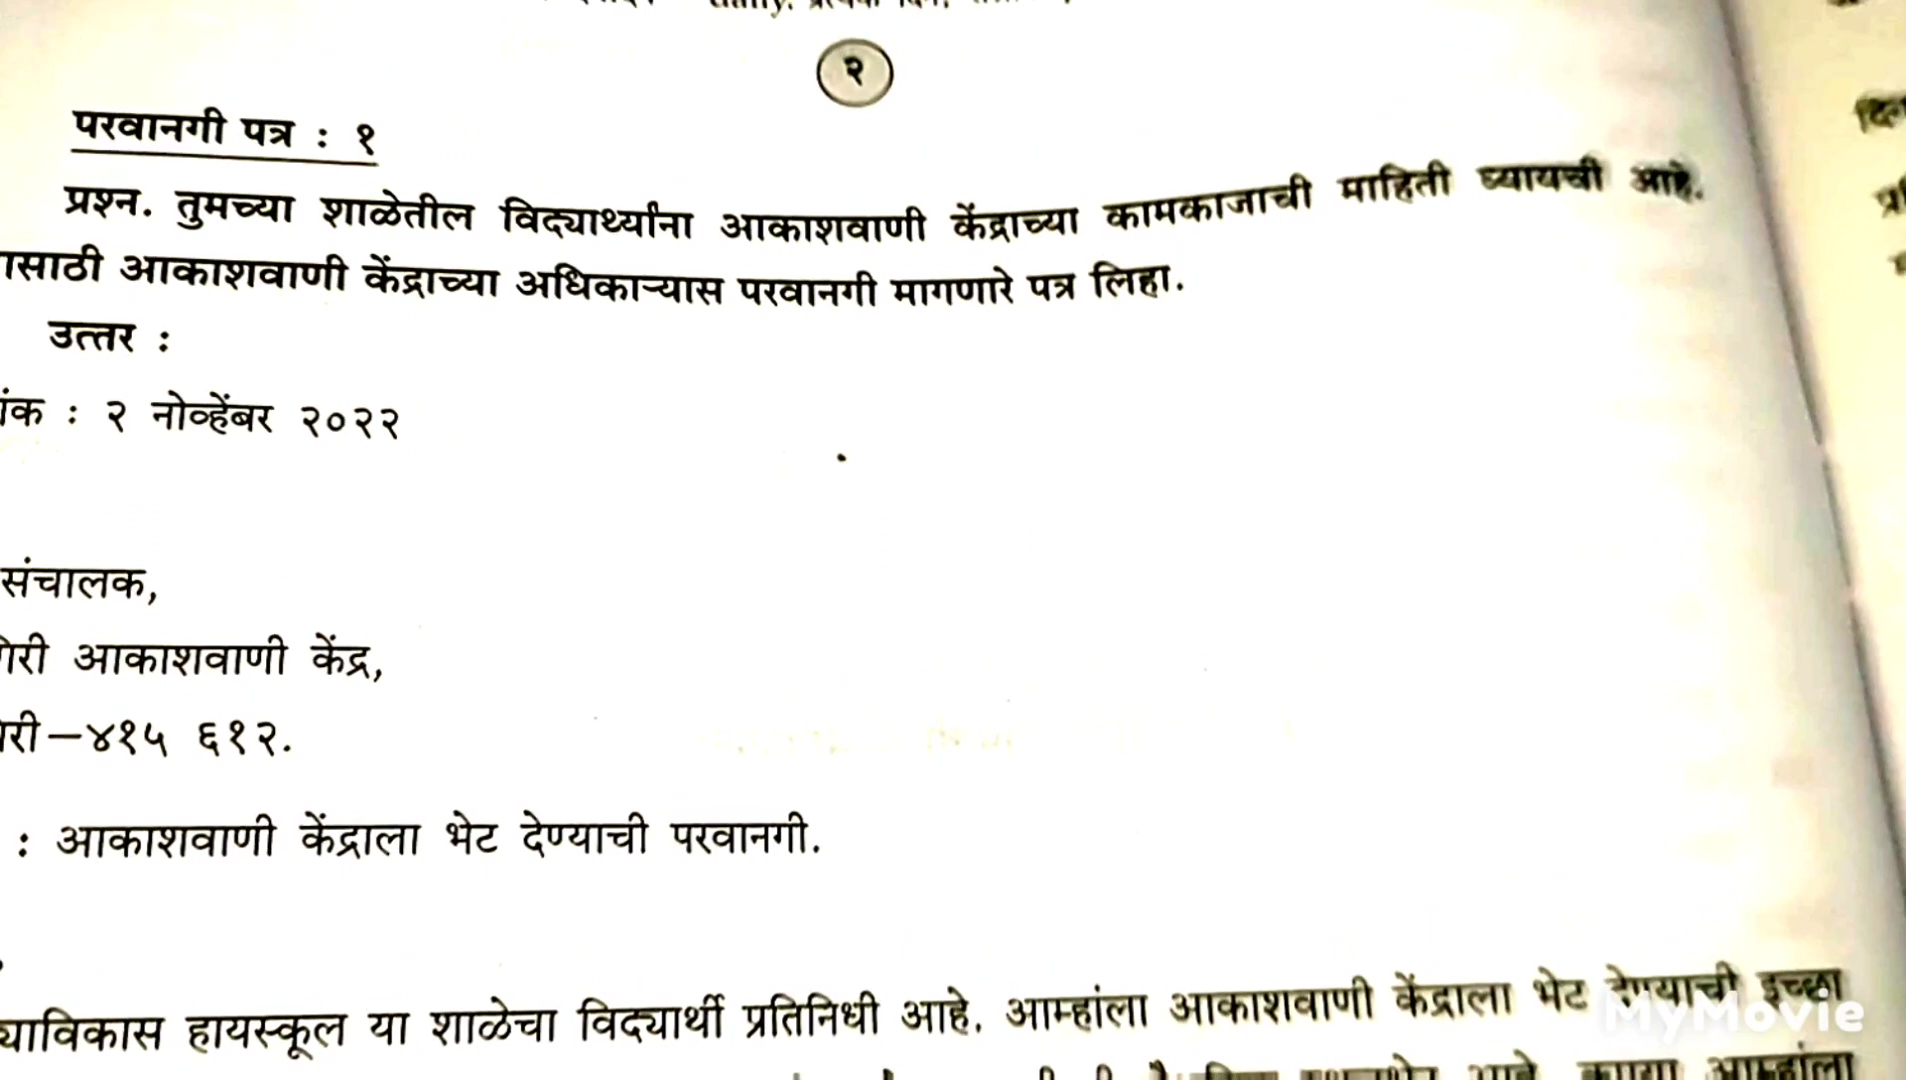 २
परवानगी पत्र : १
प्रश्न. तुमच्या शाळेतील विद्यार्थ्यांना आकाशवाणी केंद्राच्या कामकाजाची माहिती घ्यायची आहे.
ासाठी आकाशवाणी केंद्राच्या अधिकाऱ्यास परवानगी मागणारे पत्र लिहा.
उत्तर :
ांक : २ नोव्हेंबर २०२२
संचालक,
गिरी आकाशवाणी केंद्र,
गिरी –४१५ ६१२.
: आकाशवाणी केंद्राला भेट देण्याची परवानगी.
द्याविकास हायस्कूल या शाळेचा विद्यार्थी प्रतिनिधी आहे. आम्हांला आकाशवाणी केंद्राला भेट देण्याची इच्छा
MyMovie